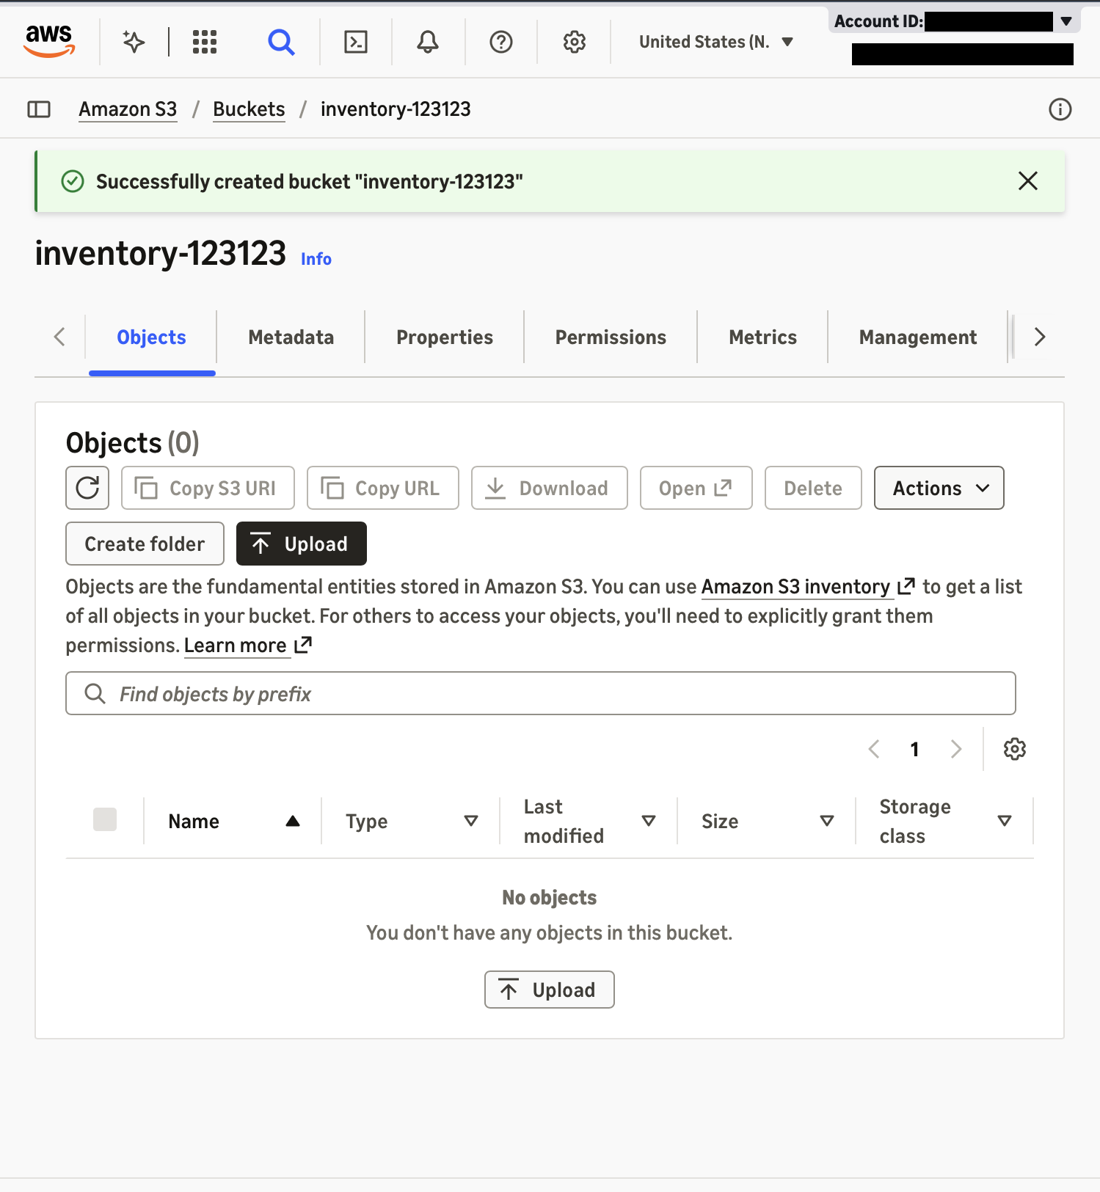 aws
United States (N.
Account ID:
Amazon S3 / Buckets / inventory-123123
Successfully created bucket "inventory-123123"
inventory-123123 Info
Objects Metadata Properties Permissions Metrics Management
Objects (0)
Copy S3 URI Copy URL Download Open Delete Actions
Create folder Upload
Objects are the fundamental entities stored in Amazon S3. You can use Amazon S3 inventory to get a list
of all objects in your bucket. For others to access your objects, you'll need to explicitly grant them
permissions. Learn more
Find objects by prefix
1
Name Type Last modified Size Storage class
No objects
You don't have any objects in this bucket.
Upload